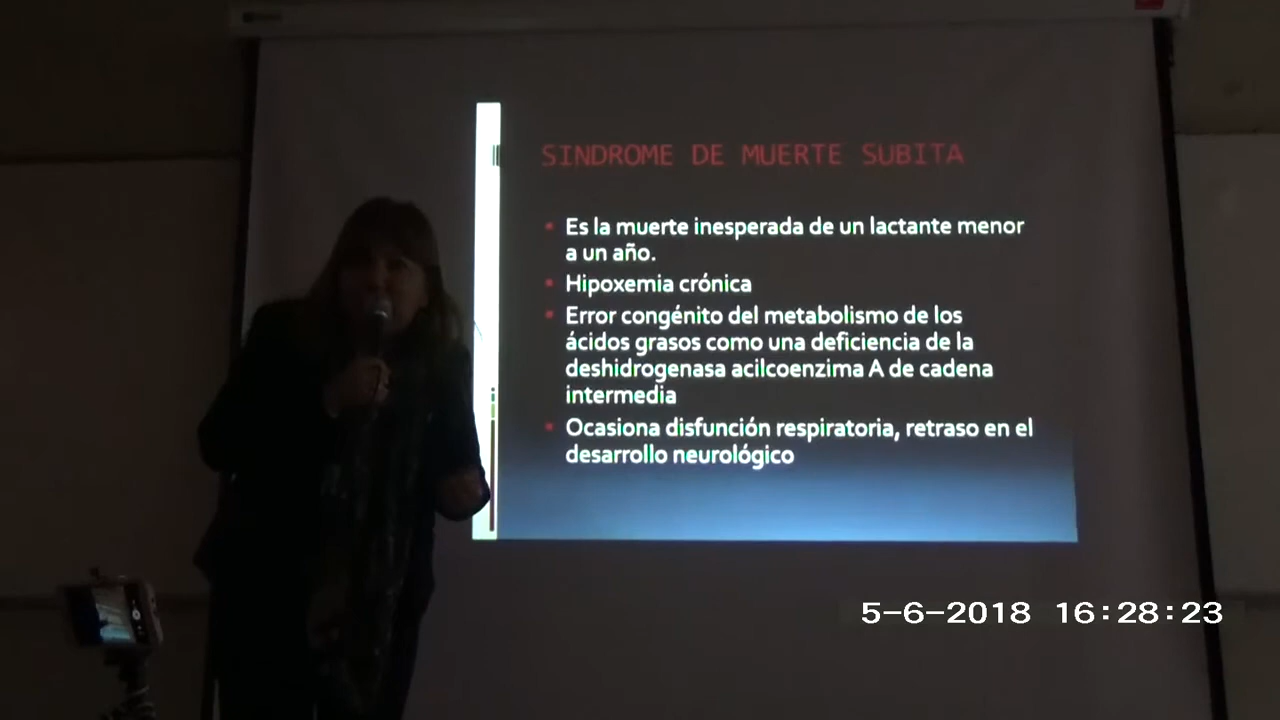 SINDROME DE MUERTE SUBITA
Es la muerte inesperada de un lactante menor
a un año.
Hipoxemia crónica
Error congénito del metabolismo de los
ácidos grasos como una deficiencia de la
deshidrogenasa acilcoenzima A de cadena
intermedia
Ocasiona disfunción respiratoria, retraso en el
desarrollo neurológico
5-6-2018 16:28:23